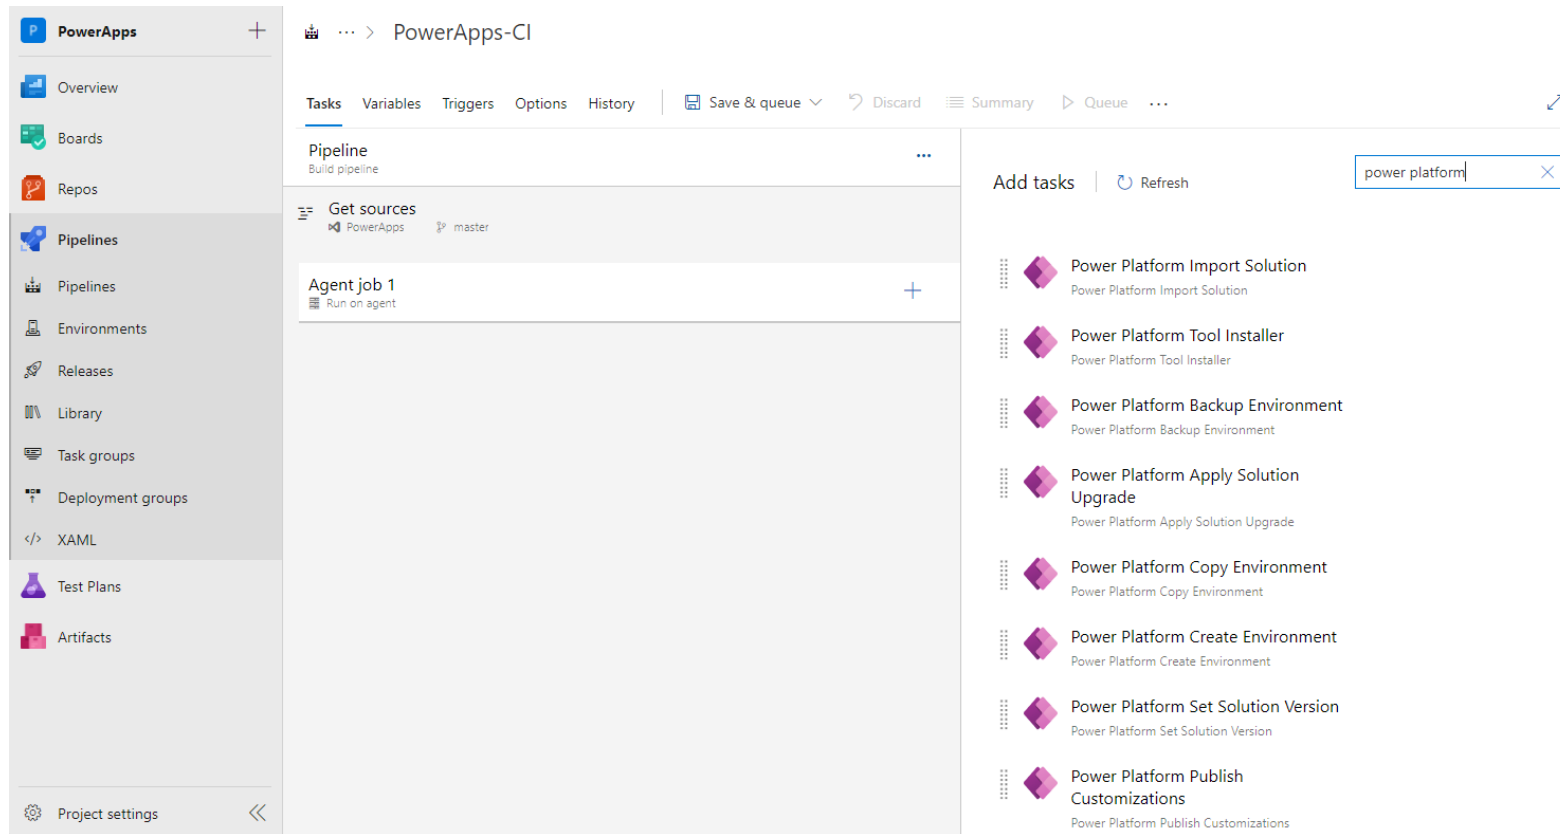 P PowerApps
Overview
Boards
Repos
Pipelines
Pipelines
Environments
Releases
Library
Task groups
Deployment groups
XAML
Test Plans
Artifacts
Project settings
PowerApps-CI
Tasks Variables Triggers Options History Save & queue Discard Summary Queue
Pipeline
Build pipeline
Get sources
PowerApps master
Agent job 1
Run on agent
Add tasks Refresh power platform
Power Platform Import Solution
Power Platform Import Solution
Power Platform Tool Installer
Power Platform Tool Installer
Power Platform Backup Environment
Power Platform Backup Environment
Power Platform Apply Solution
Upgrade
Power Platform Apply Solution Upgrade
Power Platform Copy Environment
Power Platform Copy Environment
Power Platform Create Environment
Power Platform Create Environment
Power Platform Set Solution Version
Power Platform Set Solution Version
Power Platform Publish
Customizations
Power Platform Publish Customizations